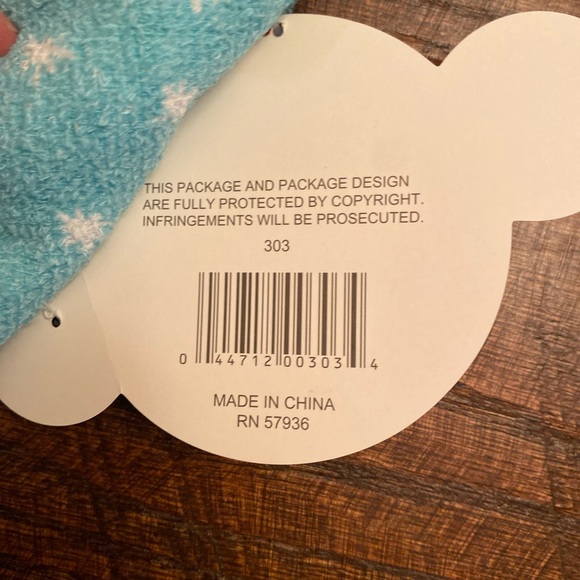 THIS PACKAGE AND PACKAGE DESIGN
ARE FULLY PROTECTED BY COPYRIGHT.
INFRINGEMENTS WILL BE PROSECUTED.
303
0 44712 00303 4
MADE IN CHINA
RN 57936